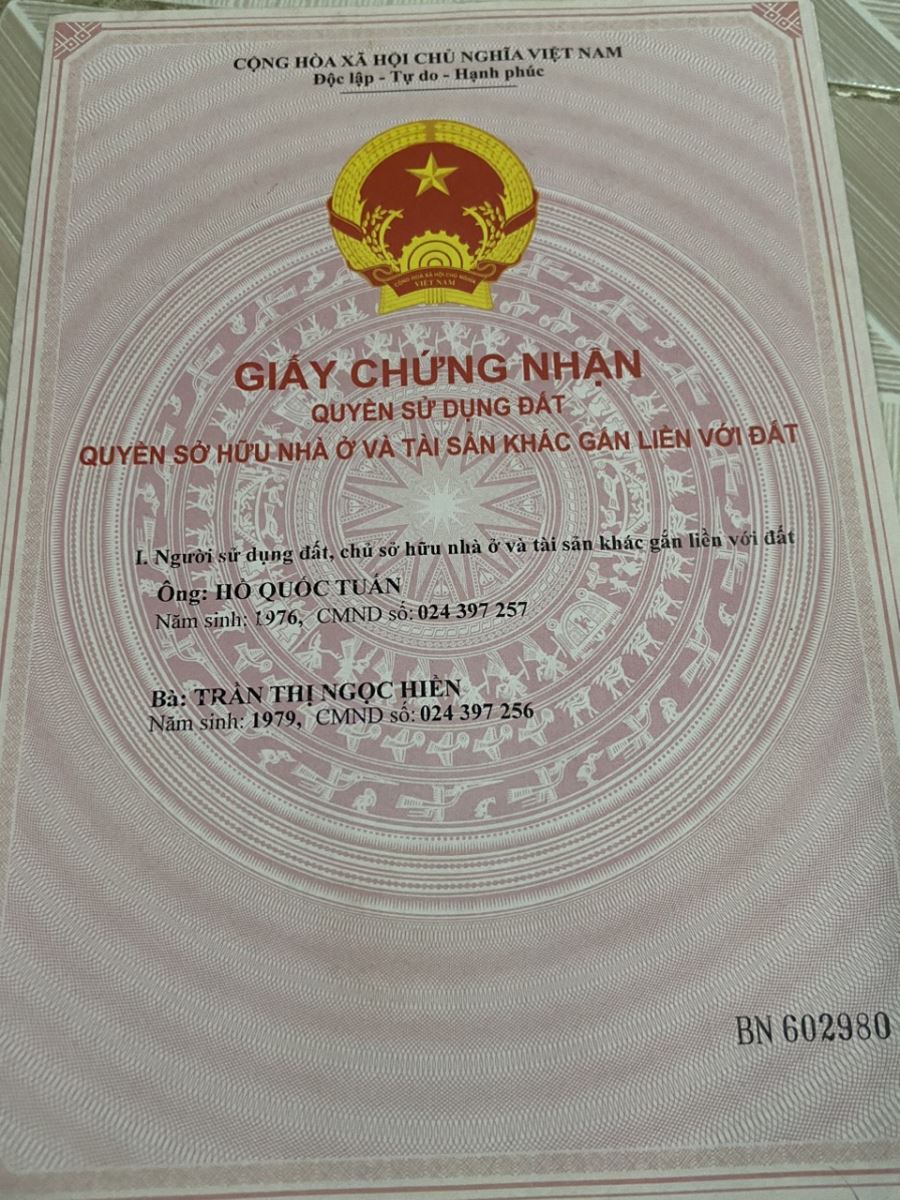 CỘNG HÒA XÃ HỘI CHỦ NGHĨA VIỆT NAM
Độc lập - Tự do - Hạnh phúc
CỘNG HÒA XÃ HỘI CHỦ NGHĨA
VIỆT NAM
GIẤY CHỨNG NHẬN
QUYỀN SỬ DỤNG ĐẤT
QUYỀN SỞ HỮU NHÀ Ở VÀ TÀI SẢN KHÁC GẮN LIỀN VỚI ĐẤT
I. Người sử dụng đất, chủ sở hữu nhà ở và tài sản khác gắn liền với đất
Ông: HỒ QUỐC TUẤN
Năm sinh: 1976, CMND số: 024 397 257
Bà: TRẦN THỊ NGỌC HIỀN
Năm sinh: 1979, CMND số: 024 397 256
BN 602980